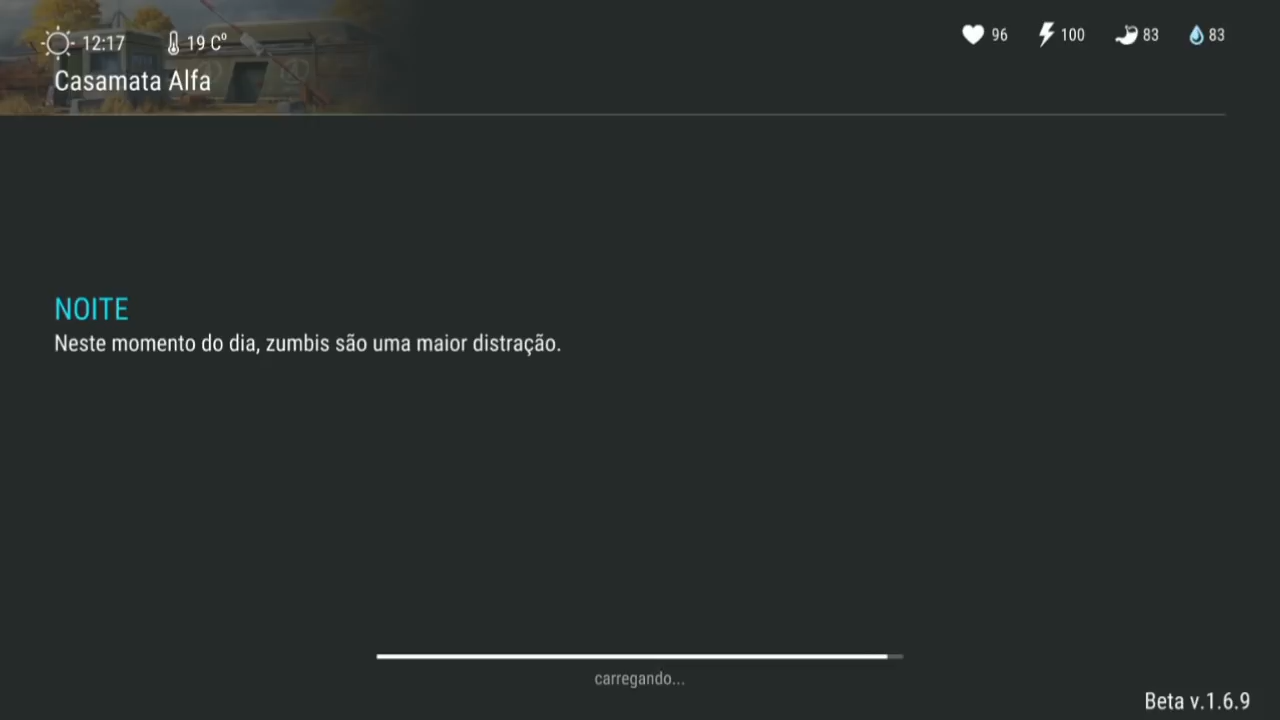 12:17 19 Cº
96 100 83 83
Casamata Alfa
NOITE
Neste momento do dia, zumbis são uma maior distração.
carregando...
Beta v.1.6.9